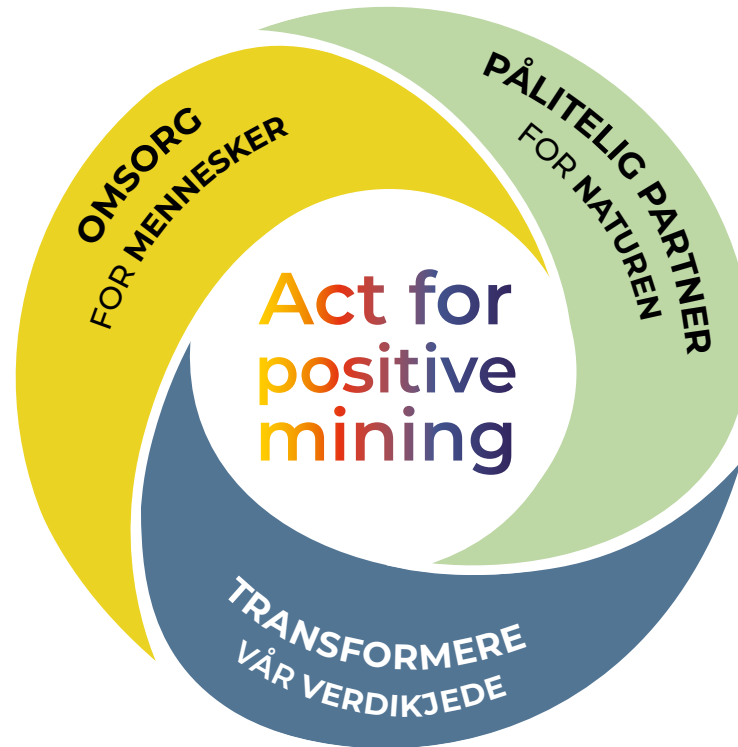 OMSORG
FOR MENNESKER
PÅLITELIG PARTNER
FOR NATUREN
Act for
positive
mining
TRANSFORMERE
VÅR VERDIKJEDE